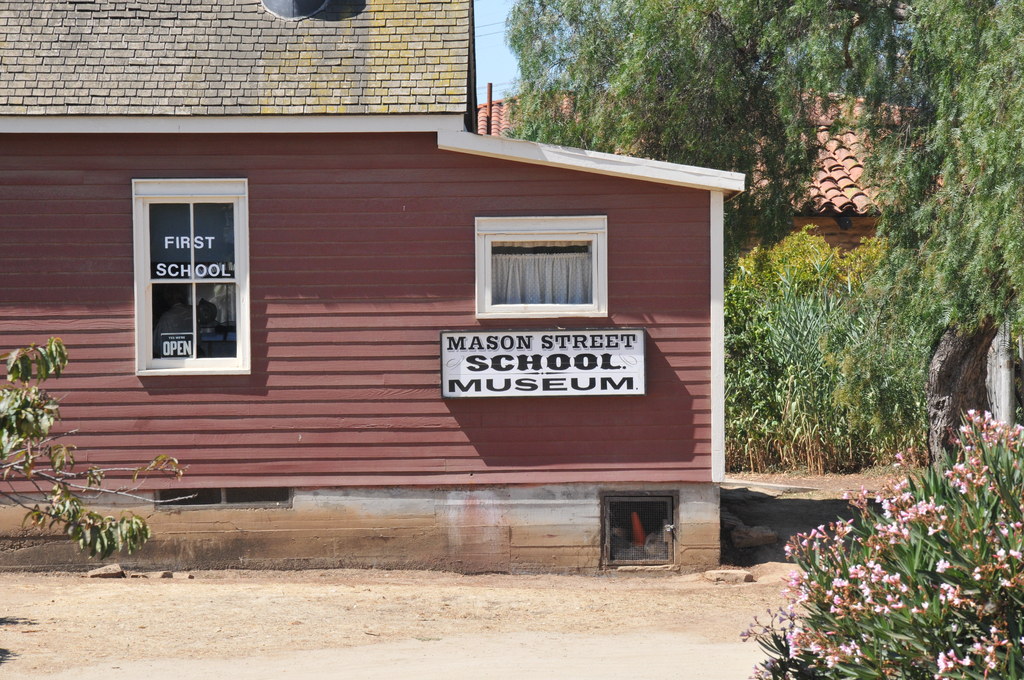 FIRST
SCHOOL
OPEN
MASON STREET
SCHOOL.
MUSEUM.